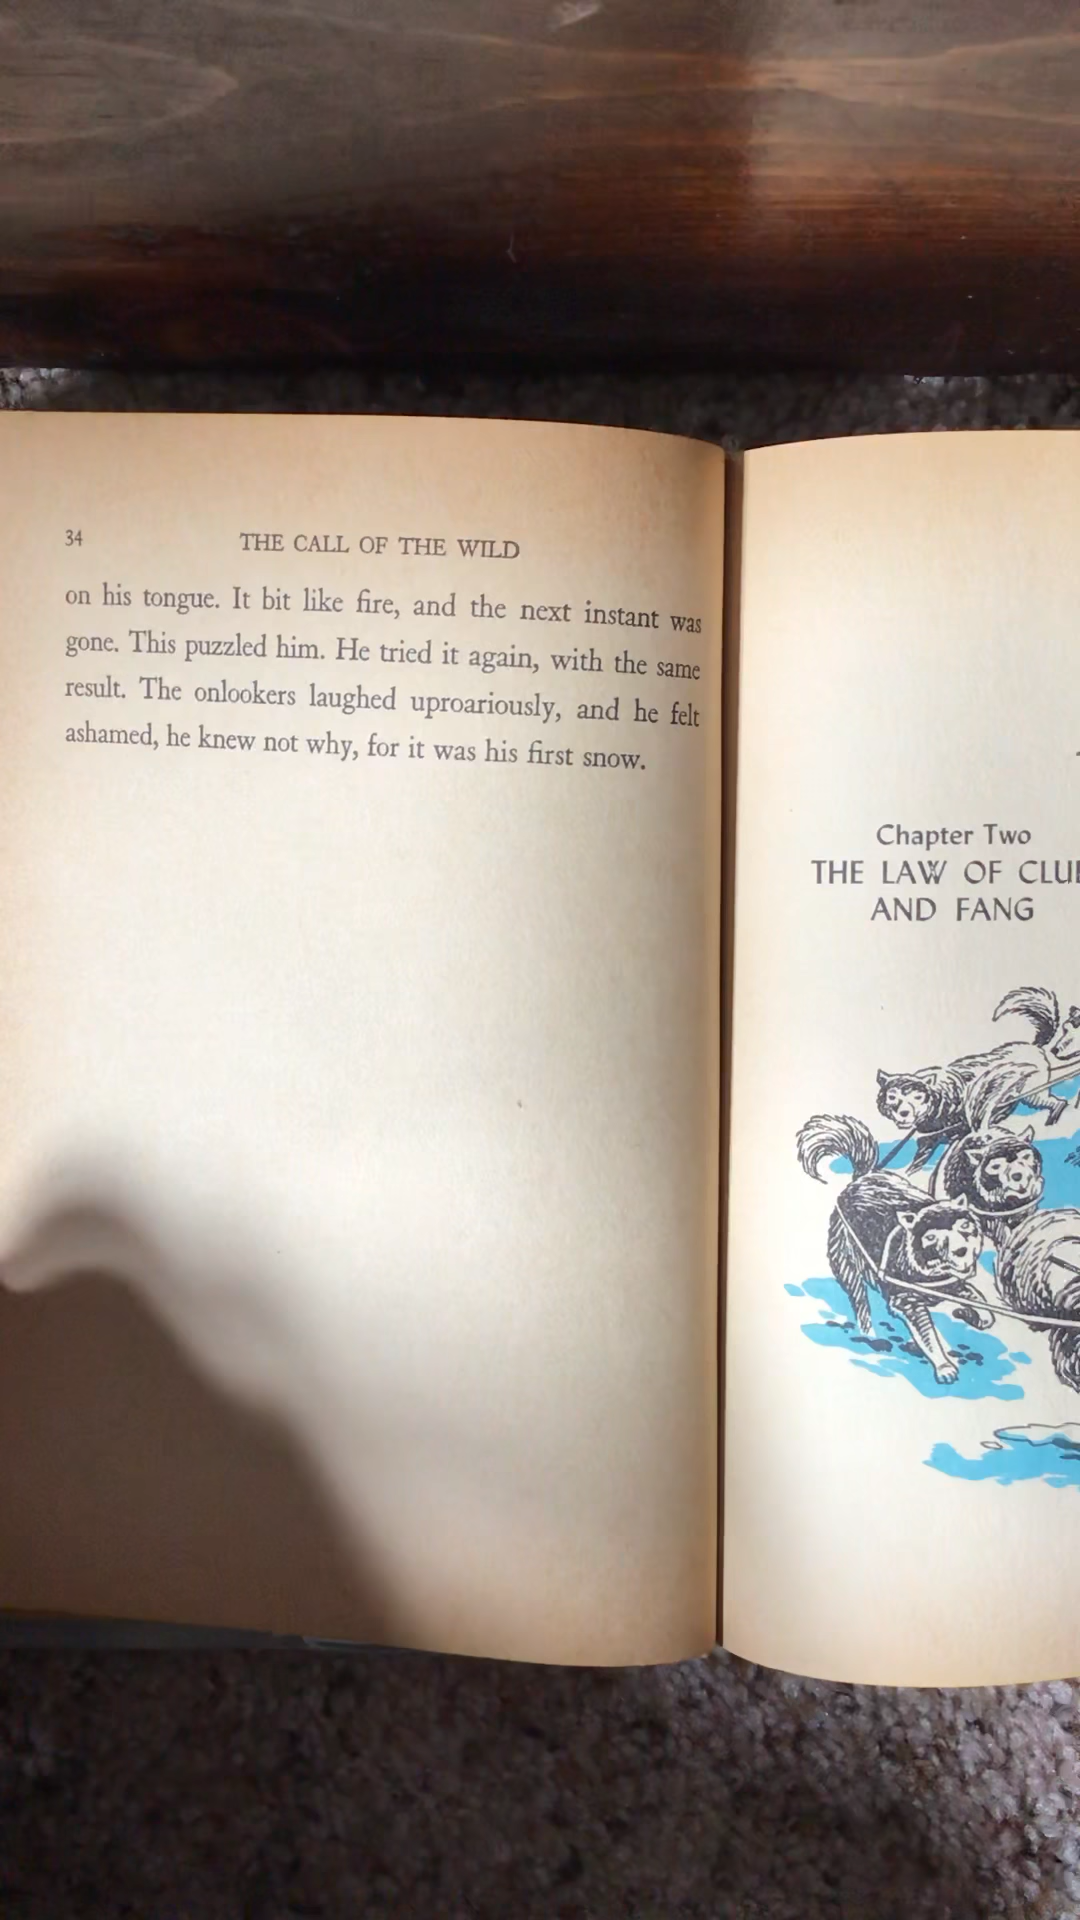 34
THE CALL OF THE WILD
on his tongue. It bit like fire, and the next instant was
gone. This puzzled him. He tried it again, with the same
result. The onlookers laughed uproariously, and he felt
ashamed, he knew not why, for it was his first snow.
Chapter Two
THE LAW OF
AND FANG